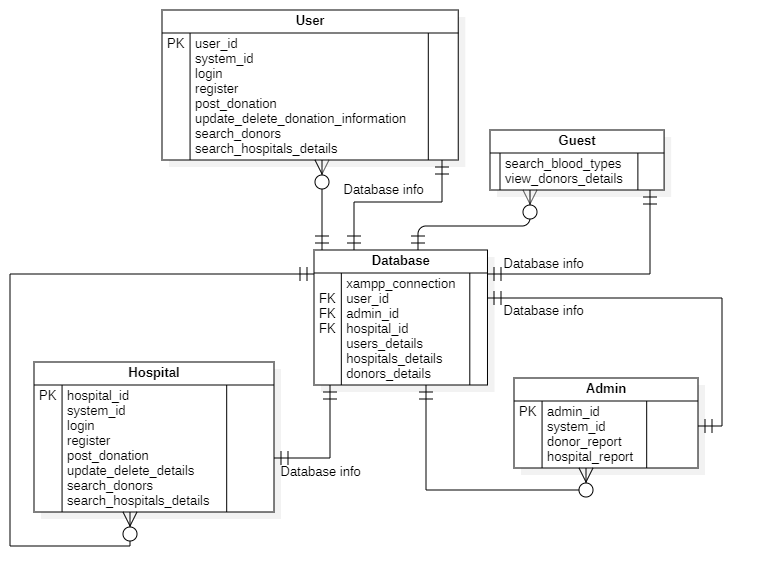 User
PK user_id
system_id
login
register
post_donation
update_delete_donation_information
search_donors
search_hospitals_details
Guest
search_blood_types
view_donors_details
Database info
Database
xampp_connection
FK user_id
FK admin_id
FK hospital_id
users_details
hospitals_details
donors_details
Database info
Database info
Hospital
PK hospital_id
system_id
login
register
post_donation
update_delete_details
search_donors
search_hospitals_details
Database info
Admin
PK admin_id
system_id
donor_report
hospital_report